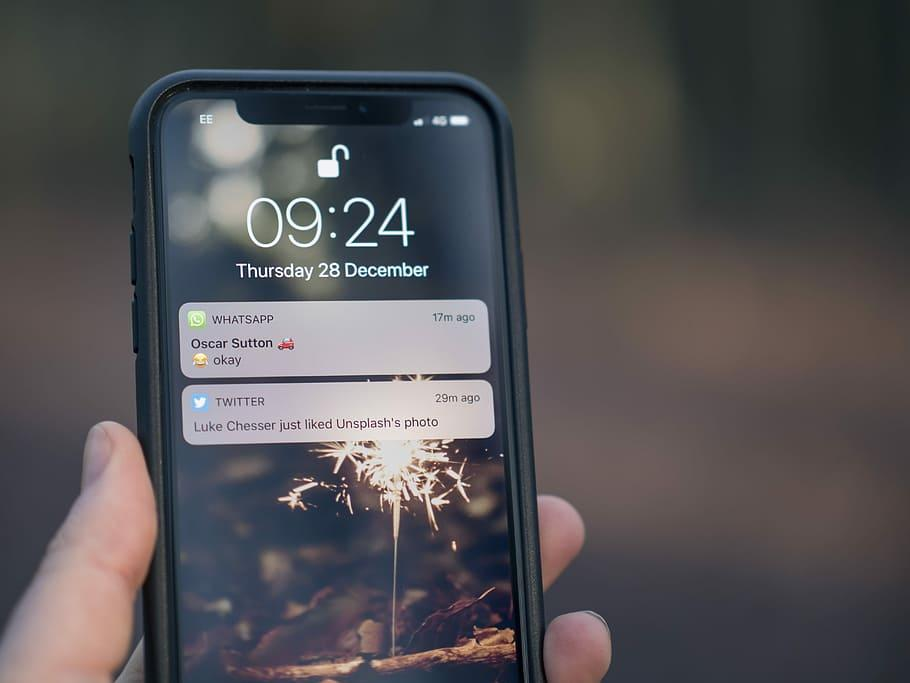 EE 4G
09:24
Thursday 28 December
WHATSAPP 17m ago
Oscar Sutton 🚗
😂 okay
TWITTER 29m ago
Luke Chesser just liked Unsplash's photo